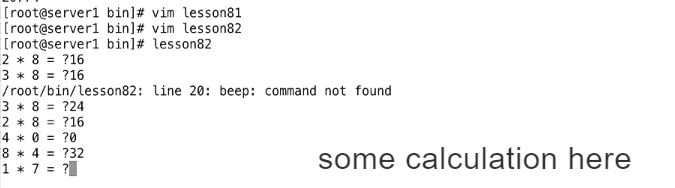 [root@server1 bin]# vim lesson81
[root@server1 bin]# vim lesson82
[root@server1 bin]# lesson82
2 * 8 = ?16
3 * 8 = ?16
/root/bin/lesson82: line 20: beep: command not found
3 * 8 = ?24
2 * 8 = ?16
4 * 0 = ?0
8 * 4 = ?32
1 * 7 = ?
some calculation here